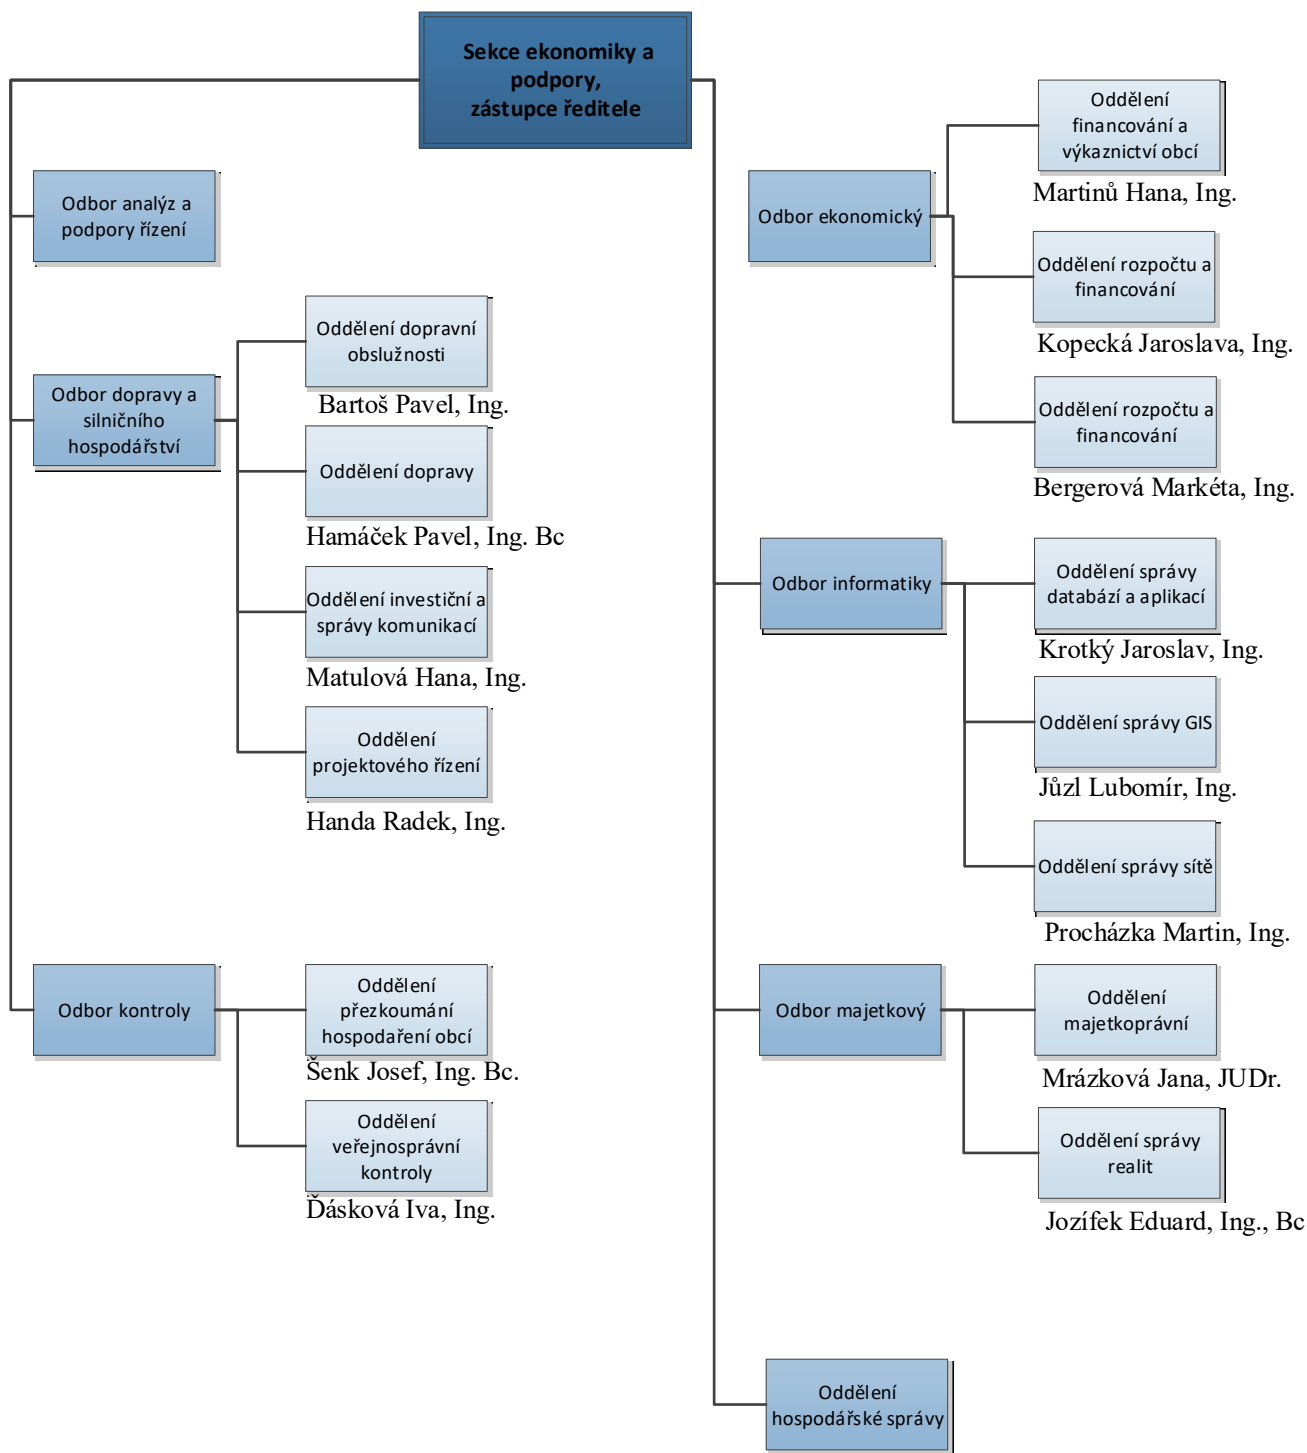 Sekce ekonomiky a
podpory,
zástupce ředitele
Odbor analýz a
podpory řízení
Odbor dopravy a
silničního
hospodářství
Oddělení dopravní
obslužnosti
Bartoš Pavel, Ing.
Oddělení dopravy
Hamáček Pavel, Ing. Bc
Oddělení investiční a
správy komunikací
Matulová Hana, Ing.
Oddělení
projektového řízení
Handa Radek, Ing.
Odbor kontroly
Oddělení
přezkoumání
hospodaření obcí
Šenk Josef, Ing. Bc.
Oddělení
veřejnosprávní
kontroly
Ďásková Iva, Ing.
Odbor ekonomický
Oddělení
financování a
výkaznictví obcí
Martinů Hana, Ing.
Oddělení rozpočtu a
financování
Kopecká Jaroslava, Ing.
Oddělení rozpočtu a
financování
Bergerová Markéta, Ing.
Odbor informatiky
Oddělení správy
databází a aplikací
Krotký Jaroslav, Ing.
Oddělení správy GIS
Jůzl Lubomír, Ing.
Oddělení správy sítě
Procházka Martin, Ing.
Odbor majetkový
Oddělení
majetkoprávní
Mrázková Jana, JUDr.
Oddělení správy
realit
Jozífek Eduard, Ing., Bc
Oddělení
hospodářské správy